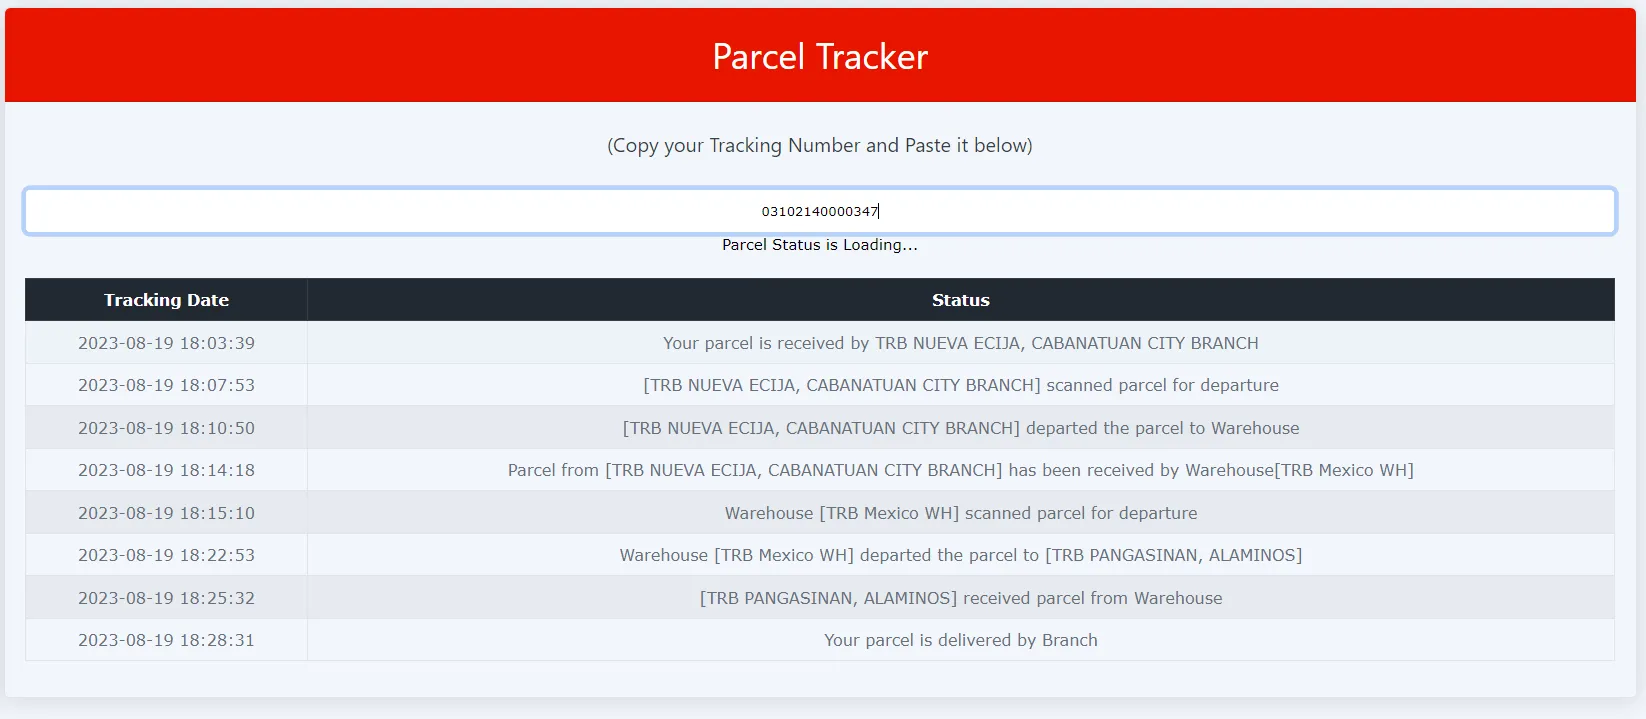 Parcel Tracker
(Copy your Tracking Number and Paste it below)
03102140000347
Parcel Status is Loading...
Tracking Date Status
2023-08-19 18:03:39 Your parcel is received by TRB NUEVA ECIJA, CABANATUAN CITY BRANCH
2023-08-19 18:07:53 [TRB NUEVA ECIJA, CABANATUAN CITY BRANCH] scanned parcel for departure
2023-08-19 18:10:50 [TRB NUEVA ECIJA, CABANATUAN CITY BRANCH] departed the parcel to Warehouse
2023-08-19 18:14:18 Parcel from [TRB NUEVA ECIJA, CABANATUAN CITY BRANCH] has been received by Warehouse[TRB Mexico WH]
2023-08-19 18:15:10 Warehouse [TRB Mexico WH] scanned parcel for departure
2023-08-19 18:22:53 Warehouse [TRB Mexico WH] departed the parcel to [TRB PANGASINAN, ALAMINOS]
2023-08-19 18:25:32 [TRB PANGASINAN, ALAMINOS] received parcel from Warehouse
2023-08-19 18:28:31 Your parcel is delivered by Branch